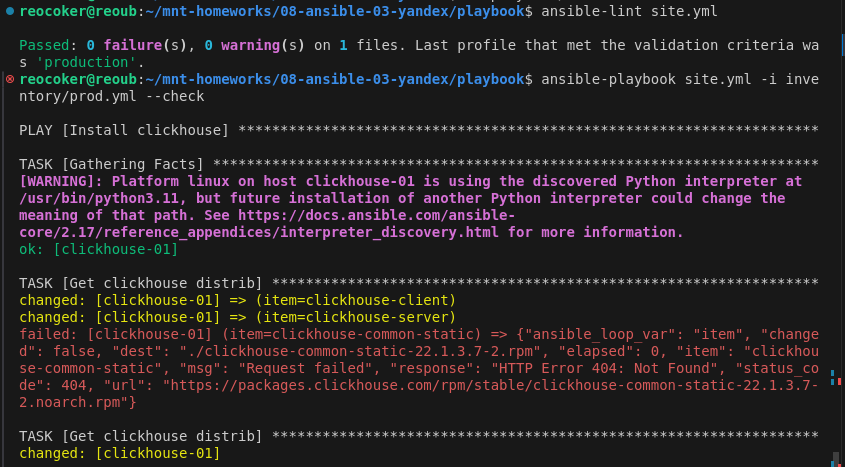 reocoker@reoub:~/mnt-homeworks/08-ansible-03-yandex/playbook$ ansible-lint site.yml
Passed: 0 failure(s), 0 warning(s) on 1 files. Last profile that met the validation criteria wa
s 'production'.
reocoker@reoub:~/mnt-homeworks/08-ansible-03-yandex/playbook$ ansible-playbook site.yml -i inve
ntory/prod.yml --check
PLAY [Install clickhouse] *********************************************************************
TASK [Gathering Facts] ************************************************************************
[WARNING]: Platform linux on host clickhouse-01 is using the discovered Python interpreter at
/usr/bin/python3.11, but future installation of another Python interpreter could change the
meaning of that path. See https://docs.ansible.com/ansible-
core/2.17/reference_appendices/interpreter_discovery.html for more information.
ok: [clickhouse-01]
TASK [Get clickhouse distrib] *****************************************************************
changed: [clickhouse-01] => (item=clickhouse-client)
changed: [clickhouse-01] => (item=clickhouse-server)
failed: [clickhouse-01] (item=clickhouse-common-static) => {"ansible_loop_var": "item", "change
d": false, "dest": "./clickhouse-common-static-22.1.3.7-2.rpm", "elapsed": 0, "item": "clickhou
se-common-static", "msg": "Request failed", "response": "HTTP Error 404: Not Found", "status_co
de": 404, "url": "https://packages.clickhouse.com/rpm/stable/clickhouse-common-static-22.1.3.7-
2.noarch.rpm"}
TASK [Get clickhouse distrib] *****************************************************************
changed: [clickhouse-01]